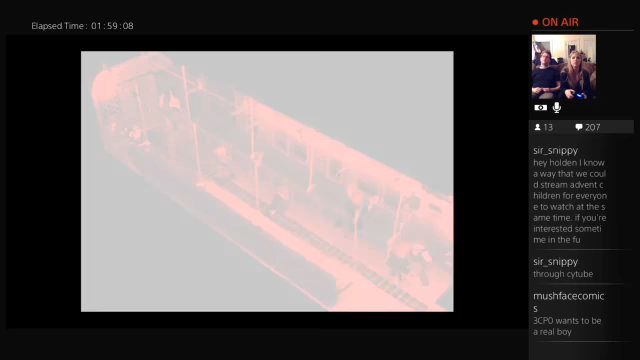 Elapsed Time: 01:59:08
ON AIR
13
207
sir_snippy
hey holden I know
a way that we coul
d stream advent c
hildren for everyon
e to watch at the s
ame time. if you're
interested someti
me in the fu
sir_snippy
through cytube
mushfacecomic
s
3CP0 wants to be
a real boy